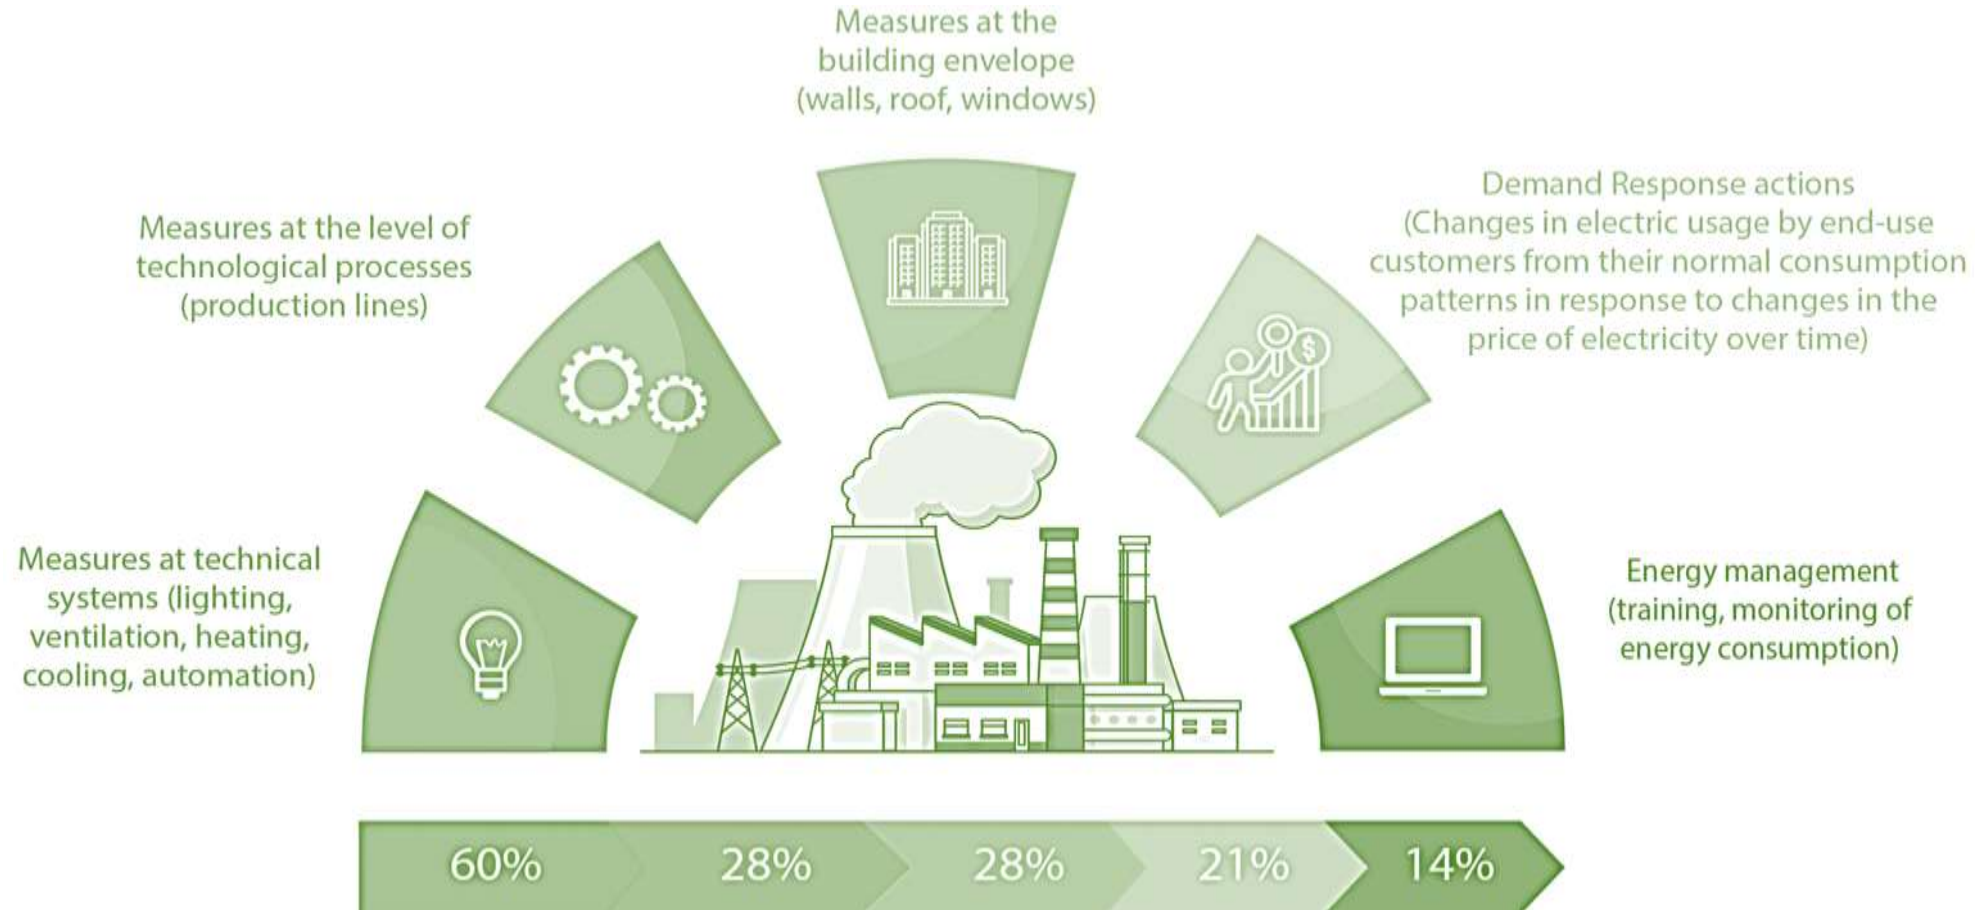 Measures at the
building envelope
(walls, roof, windows)
Measures at the level of
technological processes
(production lines)
Demand Response actions
(Changes in electric usage by end-use
customers from their normal consumption
patterns in response to changes in the
price of electricity over time)
$
Measures at technical
systems (lighting,
ventilation, heating,
cooling, automation)
Energy management
(training, monitoring of
energy consumption)
60%
28%
28%
21%
14%